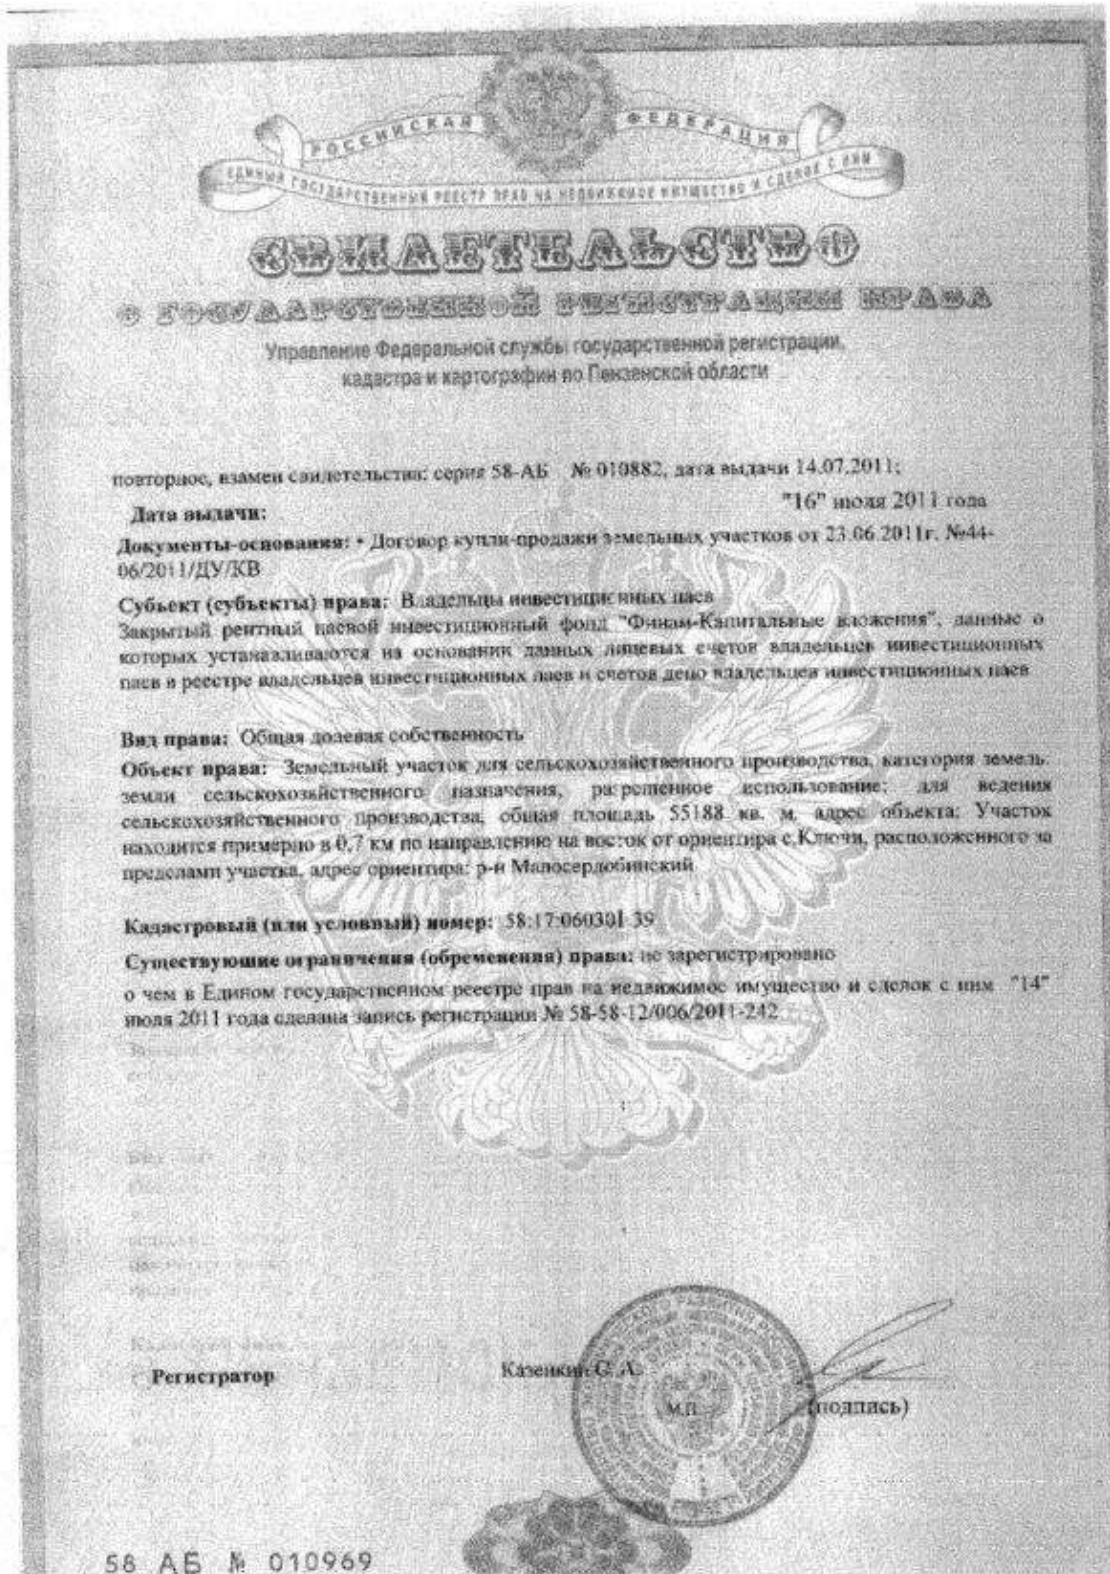 РОССИЙСКАЯ ФЕДЕРАЦИЯ
ЕДИНЫЙ ГОСУДАРСТВЕННЫЙ РЕЕСТР ПРАВ НА НЕДВИЖИМОЕ ИМУЩЕСТВО И СДЕЛОК С НИМ
СВИДЕТЕЛЬСТВО
О ГОСУДАРСТВЕННОЙ РЕГИСТРАЦИИ ПРАВА
Управление Федеральной службы государственной регистрации,
кадастра и картографии по Пензенской области
повторное, взамен свидетельства: серия 58-АБ № 010882, дата выдачи 14.07.2011;
Дата выдачи: "16" июля 2011 года
Документы-основания: • Договор купли-продажи земельных участков от 23.06.2011г. №44-
06/2011/ДУ/КВ
Субъект (субъекты) права: Владельцы инвестиционных паев
Закрытый рентный паевой инвестиционный фонд "Финам-Капитальные вложения", данные о
которых устанавливаются на основании данных лицевых счетов владельцев инвестиционных
паев в реестре владельцев инвестиционных паев и счетов депо владельцев инвестиционных паев
Вид права: Общая долевая собственность
Объект права: Земельный участок для сельскохозяйственного производства, категория земель:
земли сельскохозяйственного назначения, разрешенное использование: для ведения
сельскохозяйственного производства, общая площадь 55188 кв. м, адрес объекта: Участок
находится примерно в 0,7 км по направлению на восток от ориентира с.Ключи, расположенного за
пределами участка, адрес ориентира: р-н Малосердобинский
Кадастровый (или условный) номер: 58:17:060301:39
Существующие ограничения (обременения) права: не зарегистрировано
о чем в Едином государственном реестре прав на недвижимое имущество и сделок с ним "14"
июля 2011 года сделана запись регистрации № 58-58-12/006/2011-242
Регистратор Казенкин С. А.
М.П. (подпись)
58 АБ № 010969